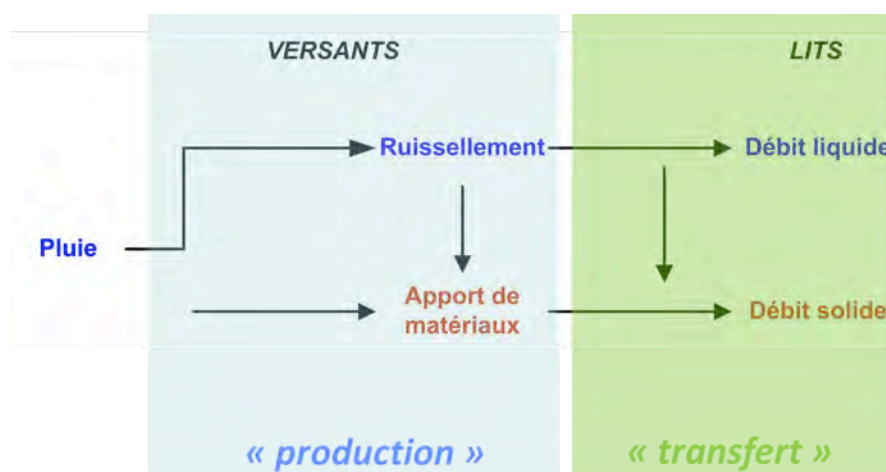 VERSANTS
LITS
Ruissellement
Débit liquide
Pluie
Apport de
matériaux
Débit solide
« production »
« transfert »